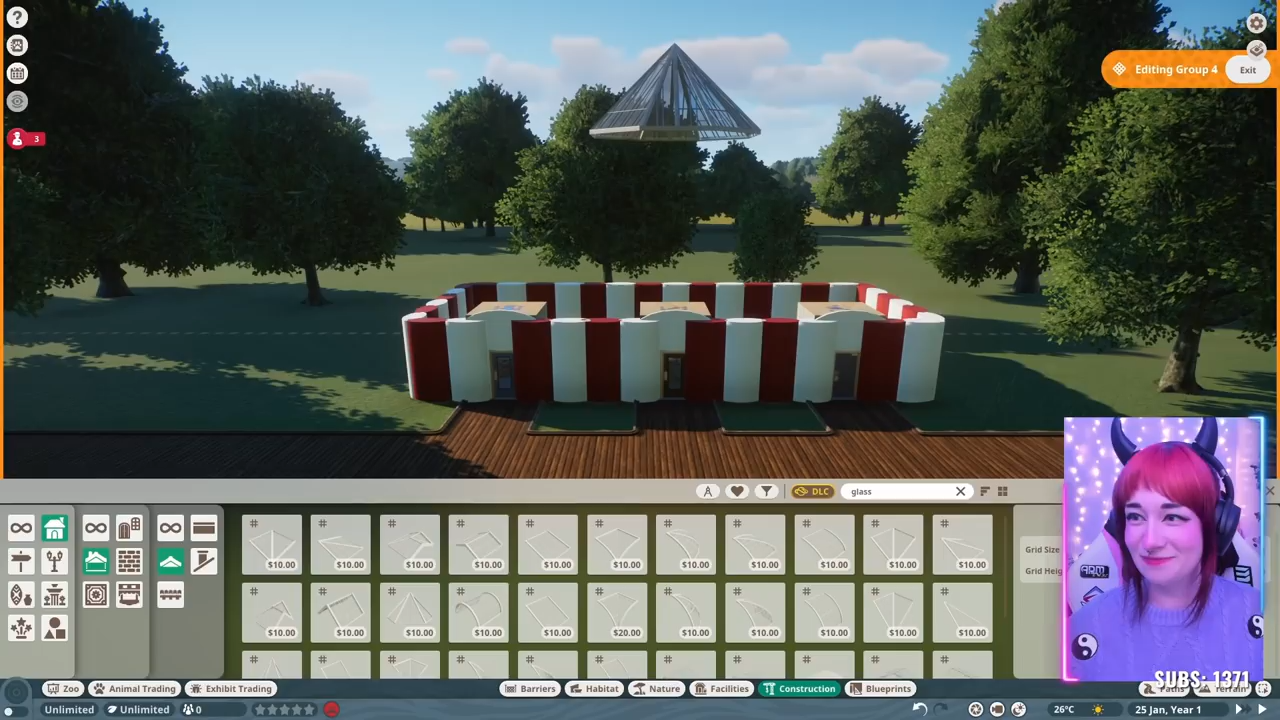 ?
Editing Group 4
Exit
3
DLC
glass
$10.00 $10.00 $10.00 $10.00 $10.00 $10.00 $10.00 $10.00 $10.00 $10.00 $10.00
Grid Size
$10.00 $10.00 $10.00 $10.00 $10.00 $20.00 $10.00 $10.00 $10.00 $10.00 $10.00
SUBS: 1371
Zoo Animal Trading Exhibit Trading Barriers Habitat Nature Facilities Construction Blueprints
Unlimited Unlimited 0 26°C 25 Jan, Year 1